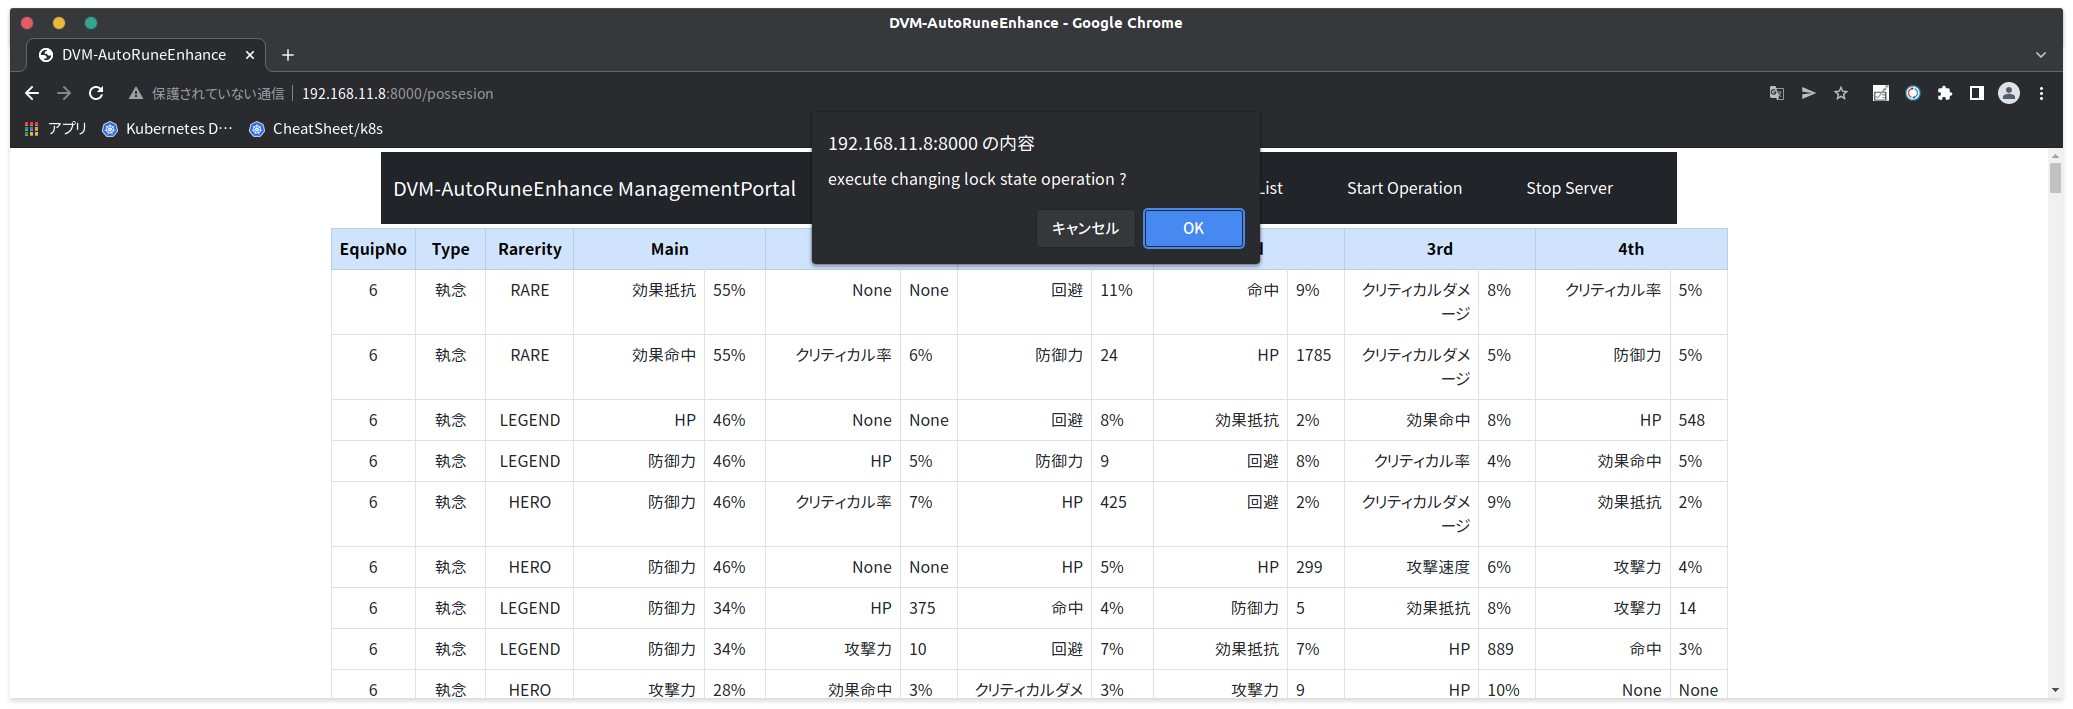 DVM-AutoRuneEnhance - Google Chrome
DVM-AutoRuneEnhance
保護されていない通信 | 192.168.11.8:8000/possesion
アプリ Kubernetes D⋯ CheatSheet/k8s
192.168.11.8:8000 の内容
execute changing lock state operation ?
キャンセル OK
DVM-AutoRuneEnhance ManagementPortal List Start Operation Stop Server
EquipNo Type Rarerity Main 3rd 4th
6 執念 RARE 効果抵抗 55% None None 回避 11% 命中 9% クリティカルダメ 8% クリティカル率 5%
ージ
6 執念 RARE 効果命中 55% クリティカル率 6% 防御力 24 HP 1785 クリティカルダメ 5% 防御力 5%
ージ
6 執念 LEGEND HP 46% None None 回避 8% 効果抵抗 2% 効果命中 8% HP 548
6 執念 LEGEND 防御力 46% HP 5% 防御力 9 回避 8% クリティカル率 4% 効果命中 5%
6 執念 HERO 防御力 46% クリティカル率 7% HP 425 回避 2% クリティカルダメ 9% 効果抵抗 2%
ージ
6 執念 HERO 防御力 46% None None HP 5% HP 299 攻撃速度 6% 攻撃力 4%
6 執念 LEGEND 防御力 34% HP 375 命中 4% 防御力 5 効果抵抗 8% 攻撃力 14
6 執念 LEGEND 防御力 34% 攻撃力 10 回避 7% 効果抵抗 7% HP 889 命中 3%
6 執念 HERO 攻撃力 28% 効果命中 3% クリティカルダメ 3% 攻撃力 9 HP 10% None None